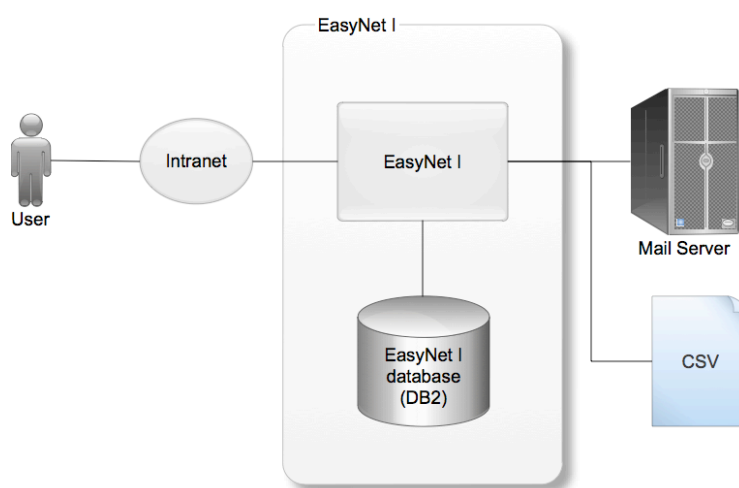 EasyNet I
Intranet
EasyNet I
User
Mail Server
EasyNet I
database
(DB2)
CSV